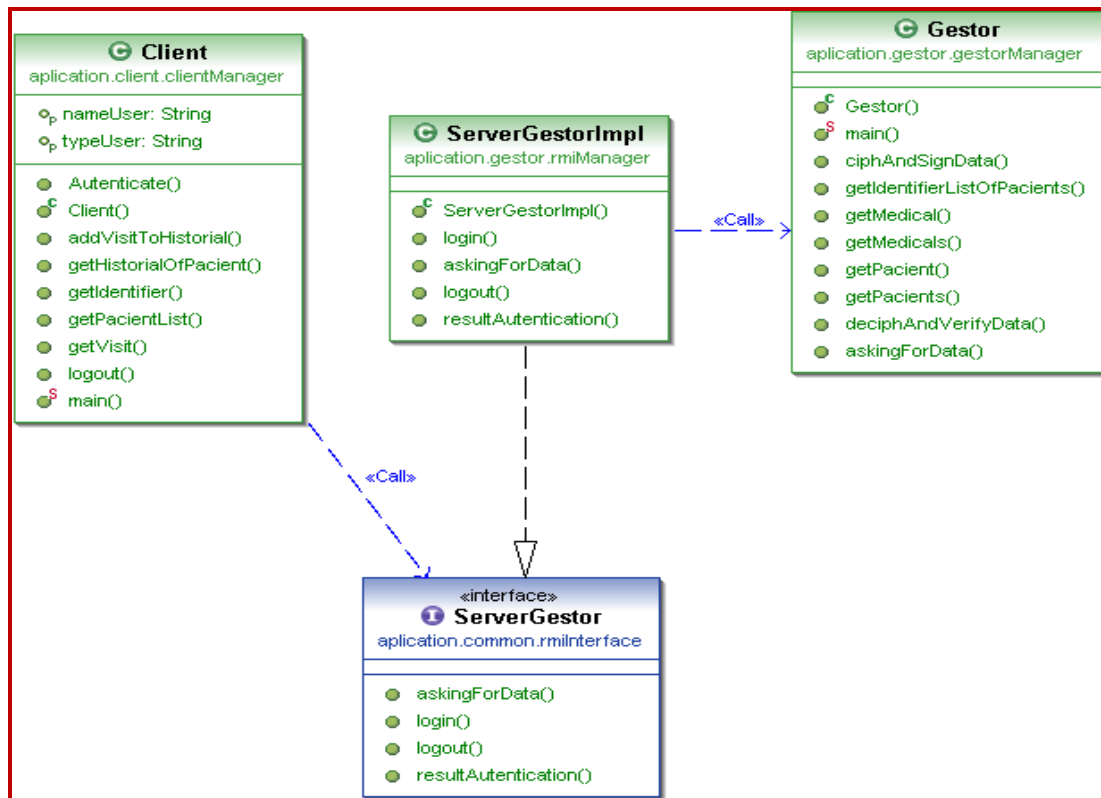 Client
aplication.client.clientManager
nameUser: String
typeUser: String
Autenticate()
Client()
addVisitToHistorial()
getHistorialOfPacient()
getIdentifier()
getPacientList()
getVisit()
logout()
main()
ServerGestorImpl
aplication.gestor.rmiManager
ServerGestorImpl()
login()
askingForData()
logout()
resultAutentication()
«Call»
Gestor
aplication.gestor.gestorManager
Gestor()
main()
ciphAndSignData()
getIdentifierListOfPacients()
getMedical()
getMedicals()
getPacient()
getPacients()
deciphAndVerifyData()
askingForData()
«Call»
«interface»
ServerGestor
aplication.common.rmiInterface
askingForData()
login()
logout()
resultAutentication()